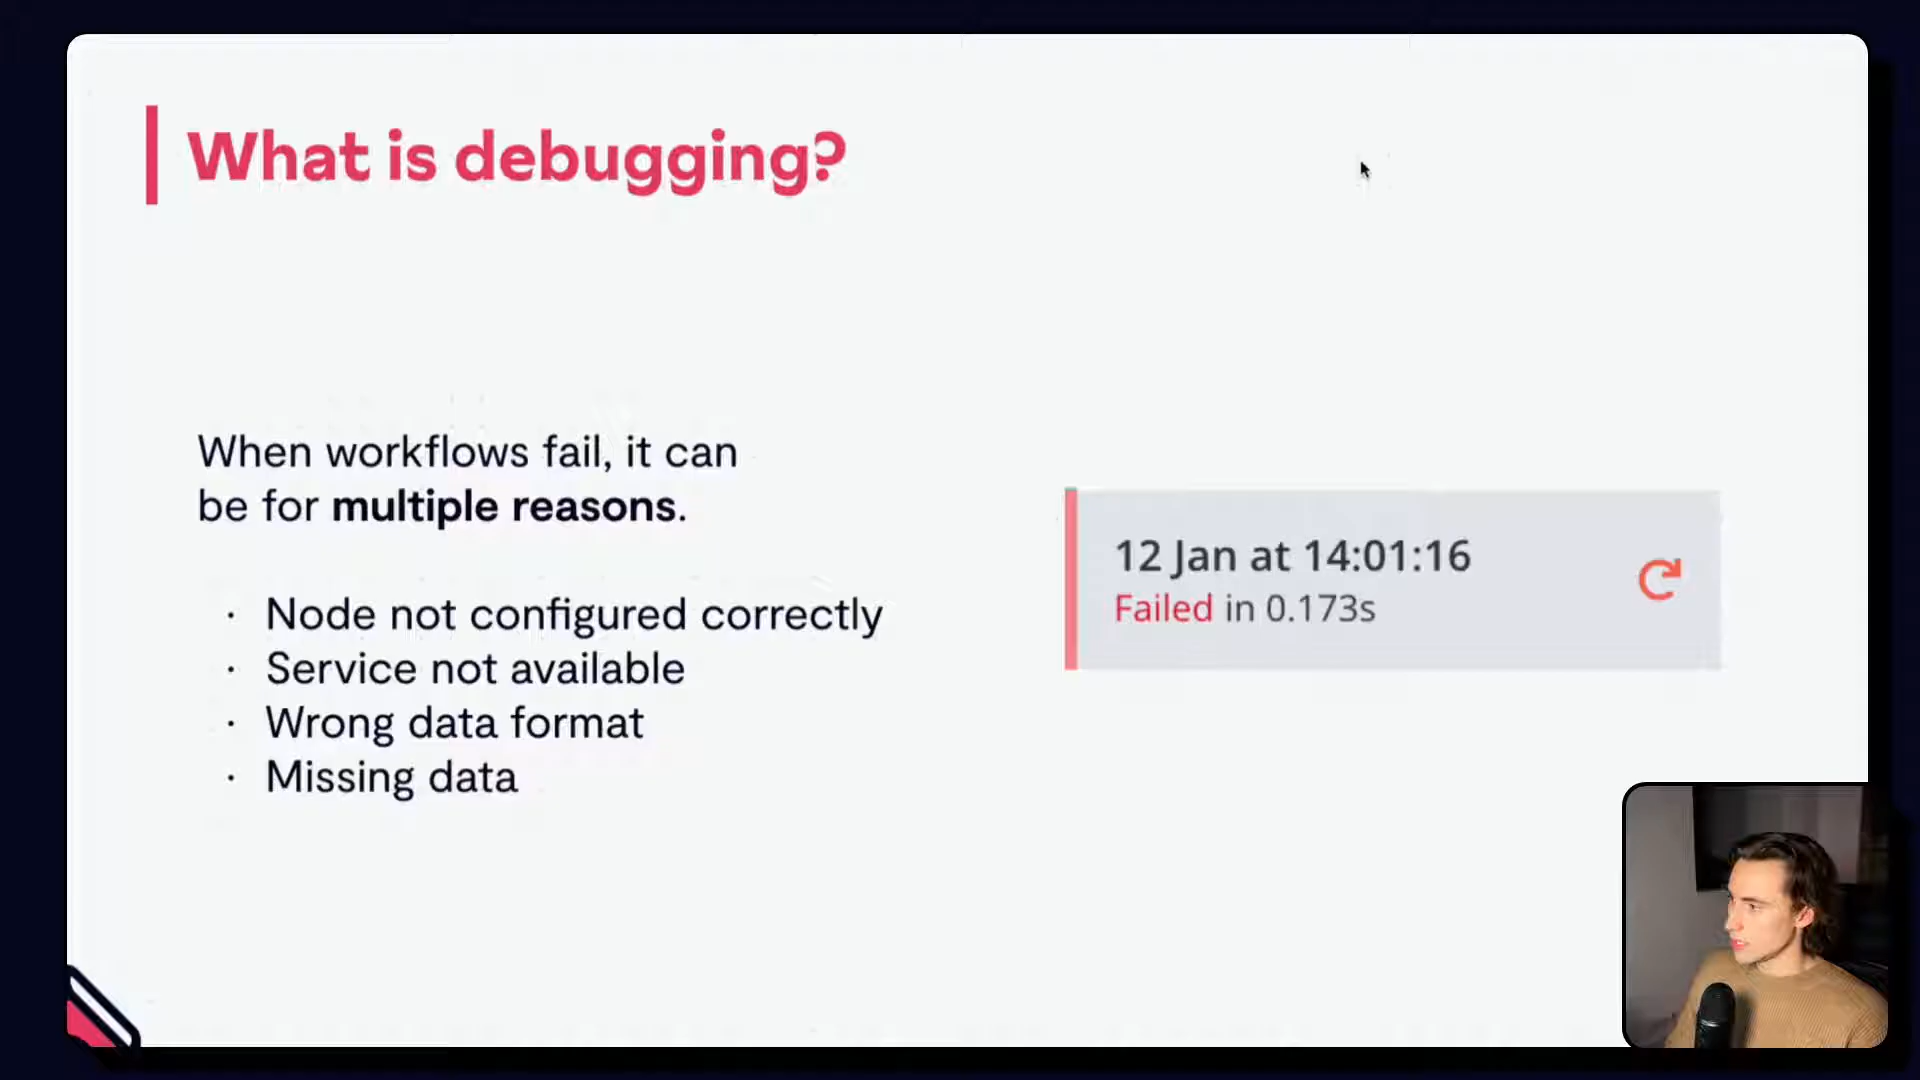 What is debugging?
When workflows fail, it can
be for multiple reasons.
· Node not configured correctly
· Service not available
· Wrong data format
· Missing data
12 Jan at 14:01:16
Failed in 0.173s